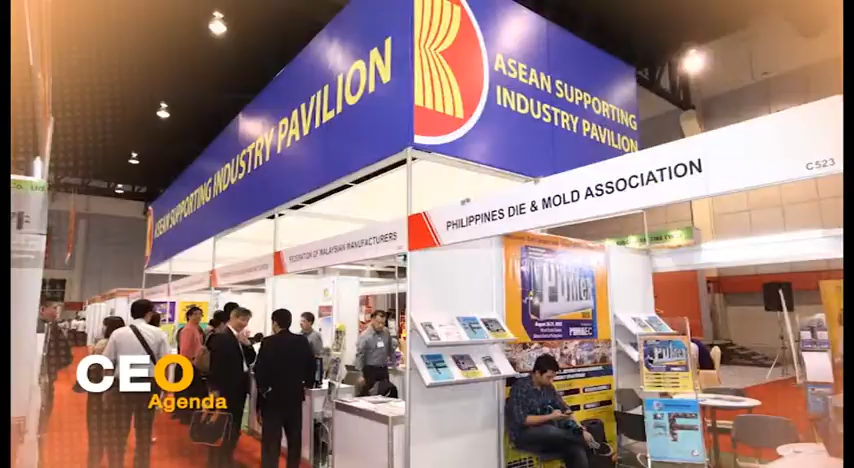 ASEAN SUPPORTING INDUSTRY PAVILION
ASEAN SUPPORTING
INDUSTRY PAVILION
PHILIPPINES DIE & MOLD ASSOCIATION
C523
FEDERATION OF MALAYSIAN MANUFACTURERS
CEO
Agenda